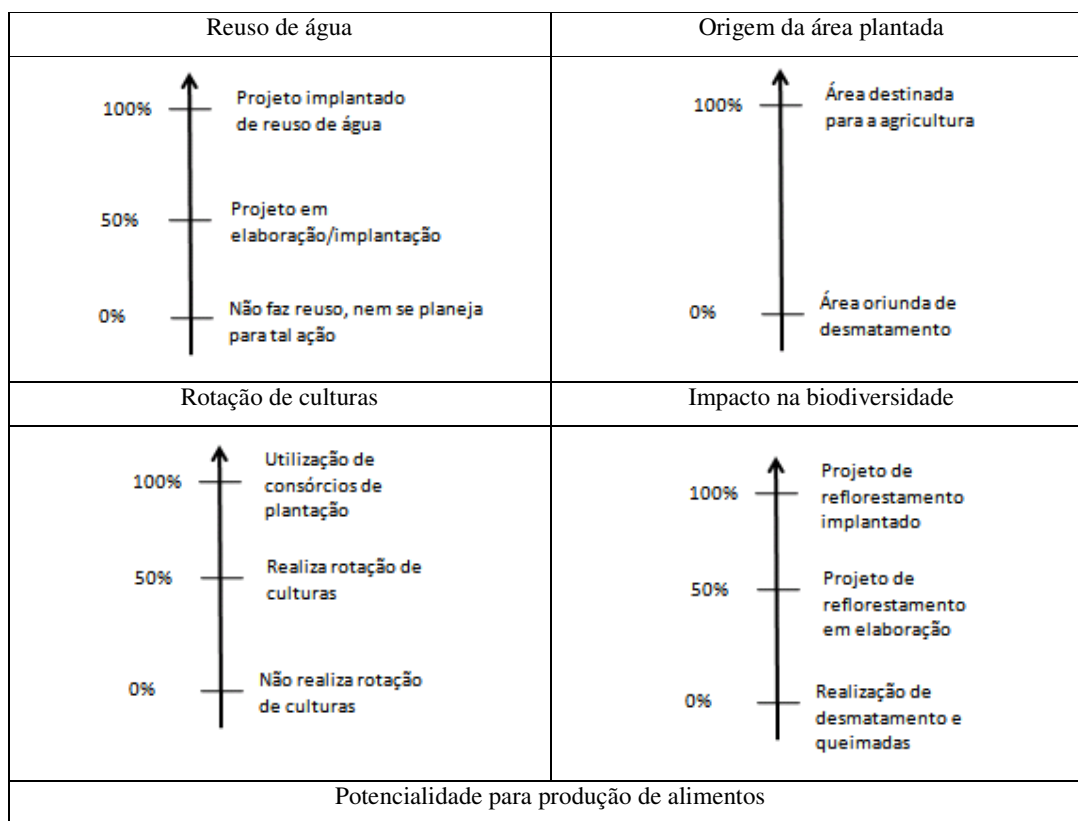 Reuso de água
100%
Projeto implantado
de reuso de água
50%
Projeto em
elaboração/implantação
0%
Não faz reuso, nem se planeja
para tal ação
Origem da área plantada
100%
Área destinada
para a agricultura
0%
Área oriunda de
desmatamento
Rotação de culturas
100%
Utilização de
consórcios de
plantação
50%
Realiza rotação de
culturas
0%
Não realiza rotação
de culturas
Impacto na biodiversidade
100%
Projeto de
reflorestamento
implantado
50%
Projeto de
reflorestamento
em elaboração
0%
Realização de
desmatamento e
queimadas
Potencialidade para produção de alimentos